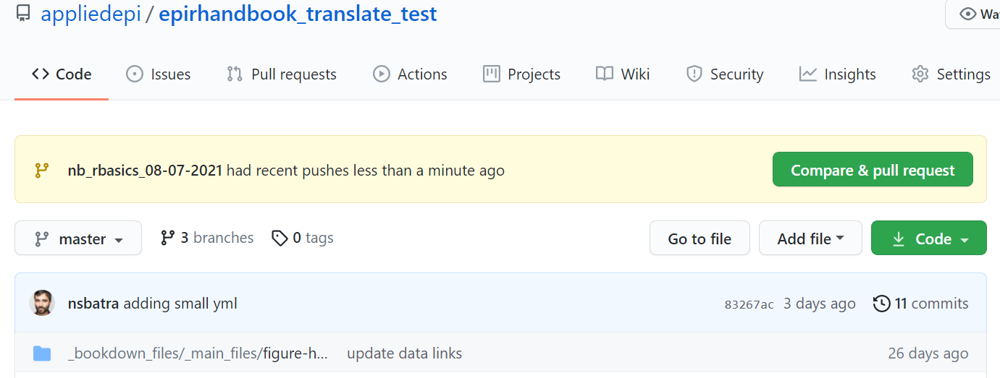 appliedepi / epirhandbook_translate_test
Code Issues Pull requests Actions Projects Wiki Security Insights Settings
nb_rbasics_08-07-2021 had recent pushes less than a minute ago Compare & pull request
master 3 branches 0 tags Go to file Add file Code
nsbatra adding small yml 83267ac 3 days ago 11 commits
_bookdown_files/_main_files/figure-h... update data links 26 days ago